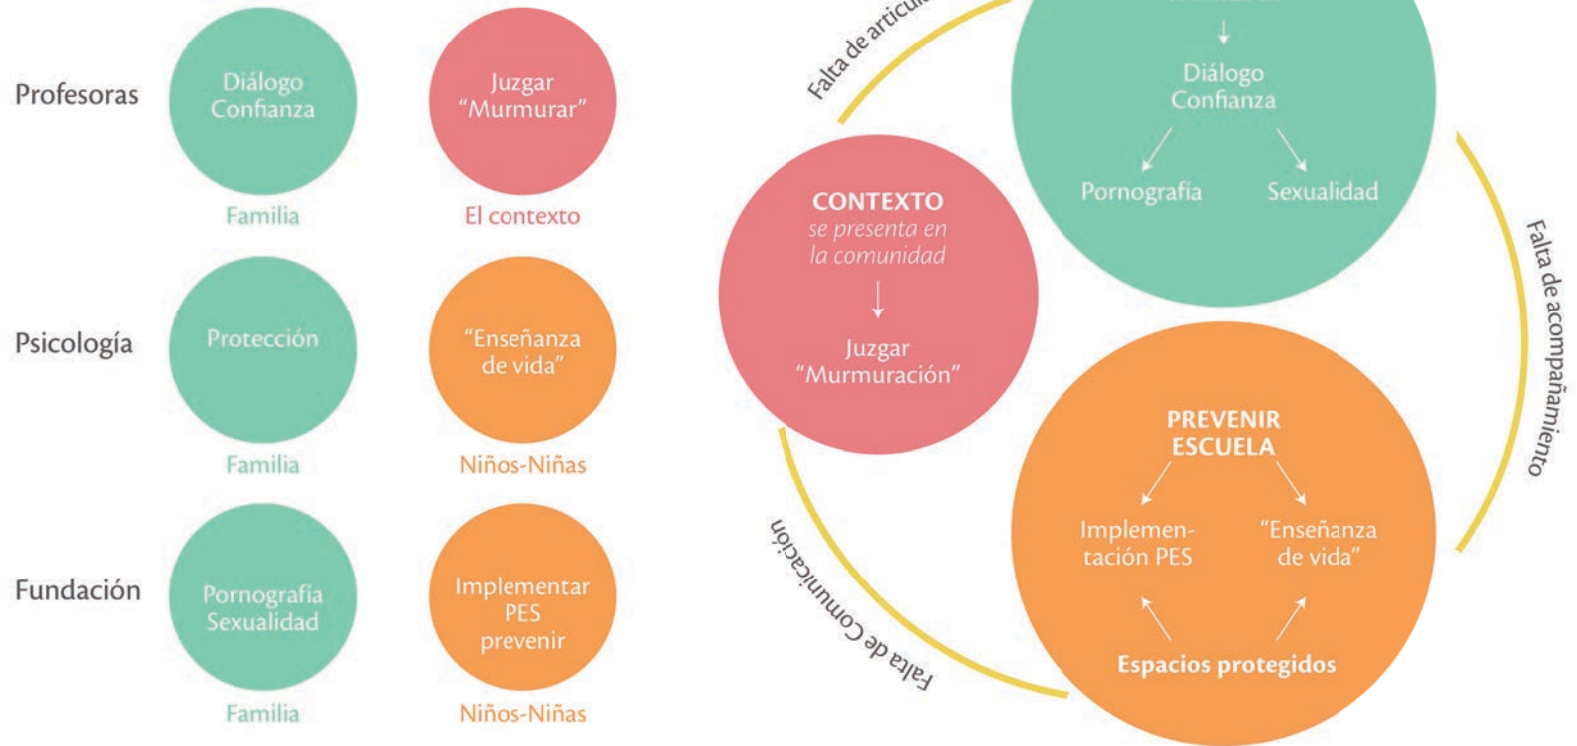 Profesoras
Diálogo
Confianza
Familia
Juzgar
“Murmurar”
El contexto
Psicología
Protección
Familia
“Enseñanza
de vida”
Niños-Niñas
Fundación
Pornografía
Sexualidad
Familia
Implementar
PES
prevenir
Niños-Niñas
Falta de articula
Diálogo
Confianza
Pornografía
Sexualidad
CONTEXTO
se presenta en
la comunidad
Juzgar
“Murmuración”
Falta de acompañamiento
PREVENIR
ESCUELA
Implemen-
tación PES
“Enseñanza
de vida”
Espacios protegidos
Falta de Comunicación